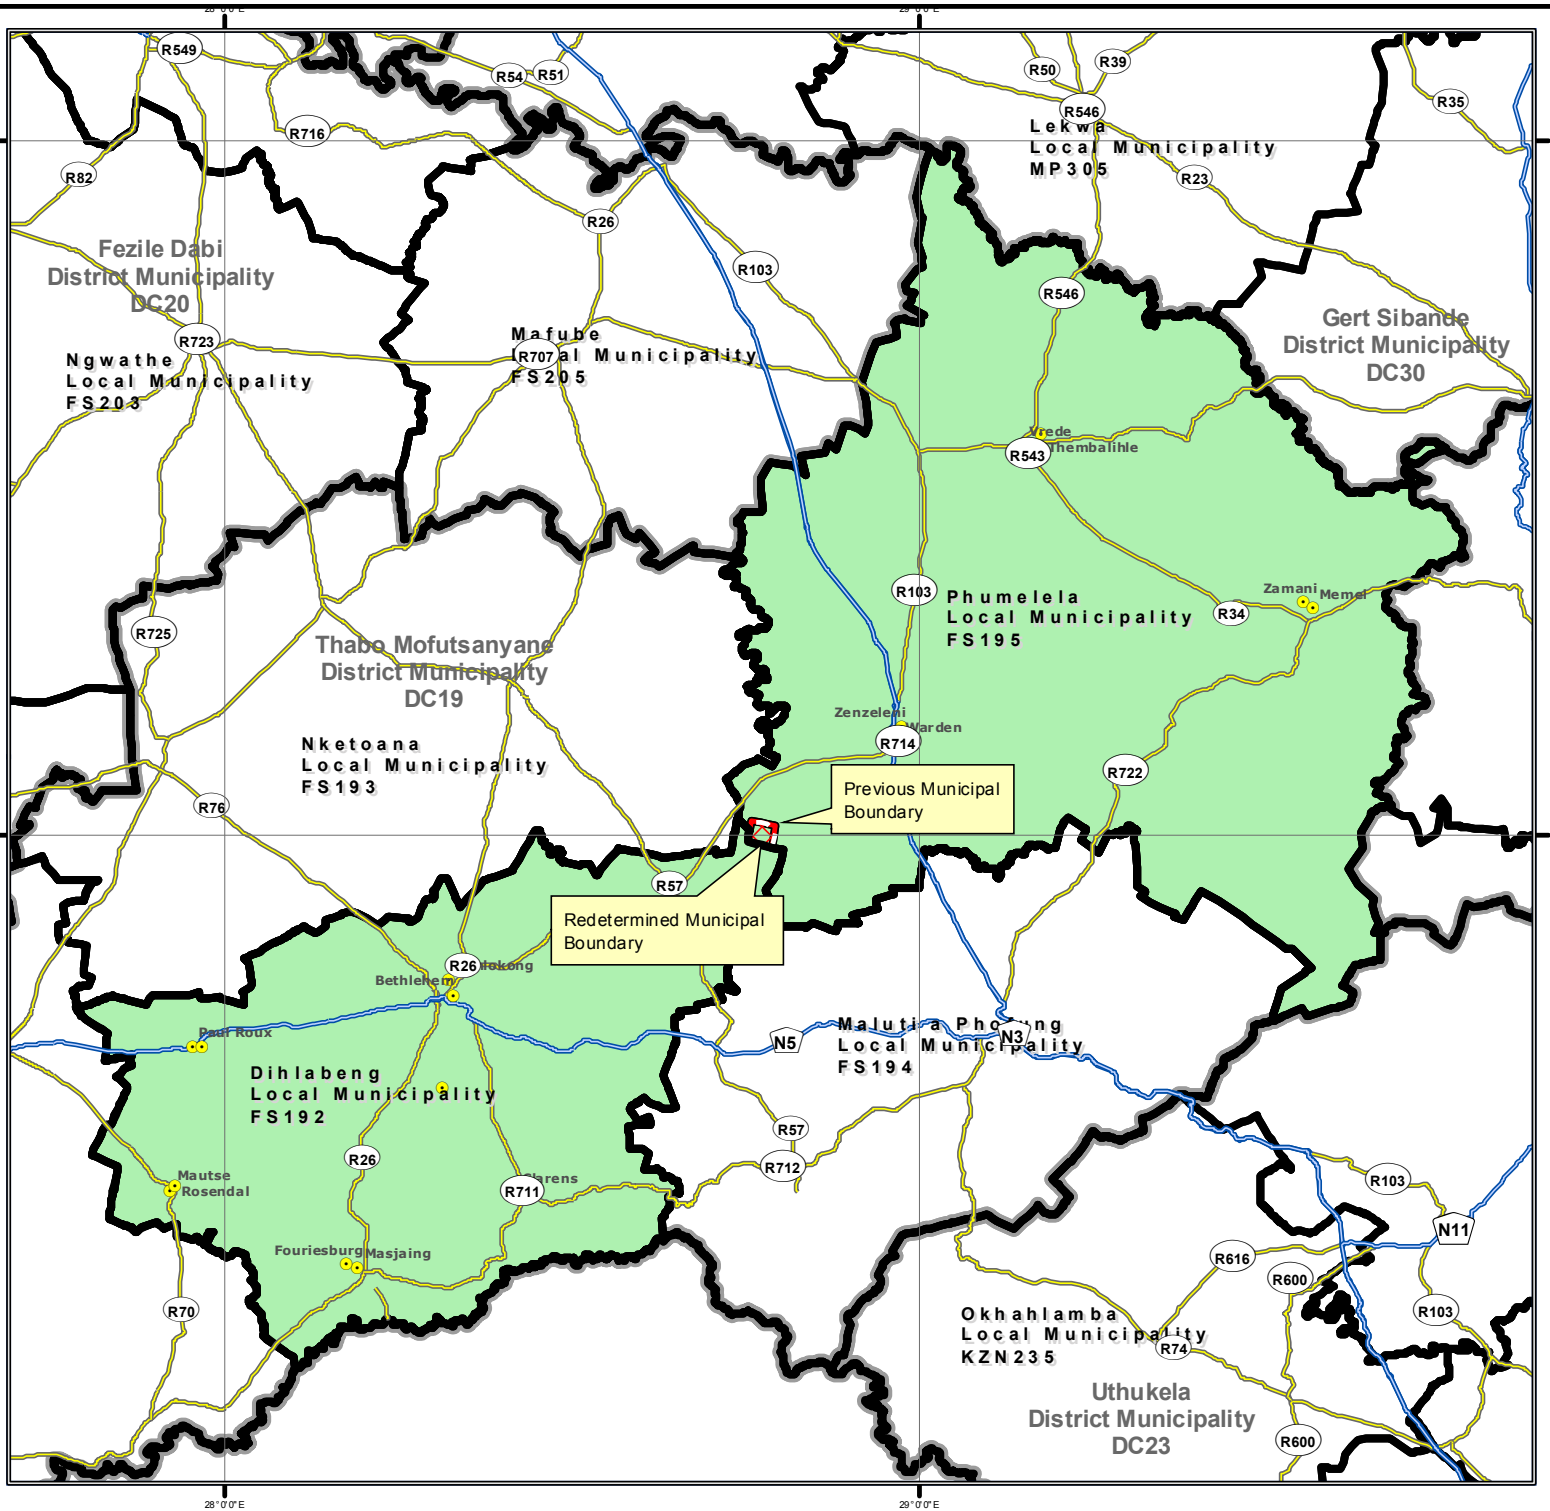 28°0'0"E
29°0'0"E
R549
R54
R51
R50
R39
R546
R35
R716
Lekwa
Local Municipality
MP305
R82
R23
R26
Fezile Dabi
District Municipality
DC20
R103
R546
Gert Sibande
District Municipality
DC30
R723
Mafube
Local Municipality
FS205
R707
Ngwathe
Local Municipality
FS203
Vrede
Thembalihle
R543
R103
Phumelela
Local Municipality
FS195
Zamani
Memel
R34
R725
Thabo Mofutsanyane
District Municipality
DC19
Zenzeleni
Warden
R714
Nketoana
Local Municipality
FS193
R722
Previous Municipal
Boundary
R76
R57
Redetermined Municipal
Boundary
R26
Bethlehem
Paul Roux
N5
Maluti a Phofung
Local Municipality
FS194
N3
Dihlabeng
Local Municipality
FS192
R57
R26
R712
Mautse
Rosendal
R711
Clarens
R103
N11
Fouriesburg
Masjaing
R616
R600
R70
R103
Okhahlamba
Local Municipality
KZN235
R74
Uthukela
District Municipality
DC23
R600
28°0'0"E
29°0'0"E